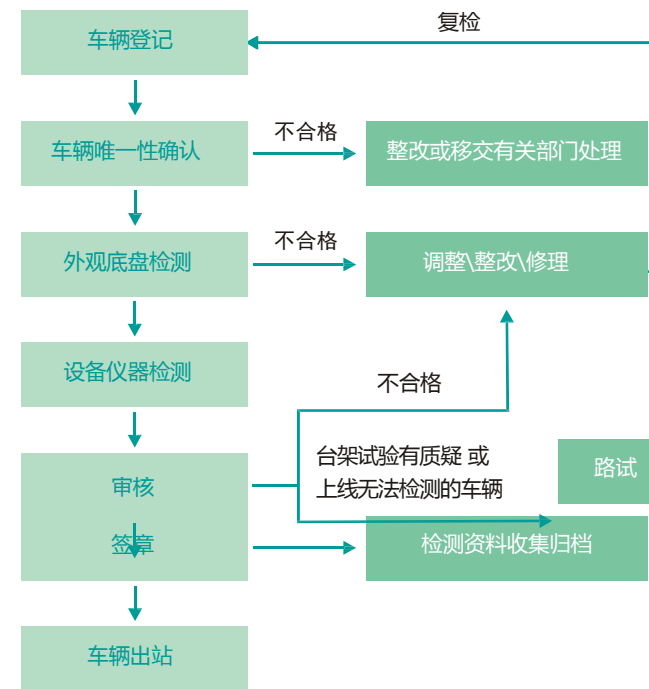 复检
车辆登记
不合格
车辆唯一性确认
整改或移交有关部门处理
不合格
外观底盘检测
调整\整改\修理
设备仪器检测
不合格
台架试验有质疑 或
上线无法检测的车辆
路试
审核
签章
检测资料收集归档
车辆出站